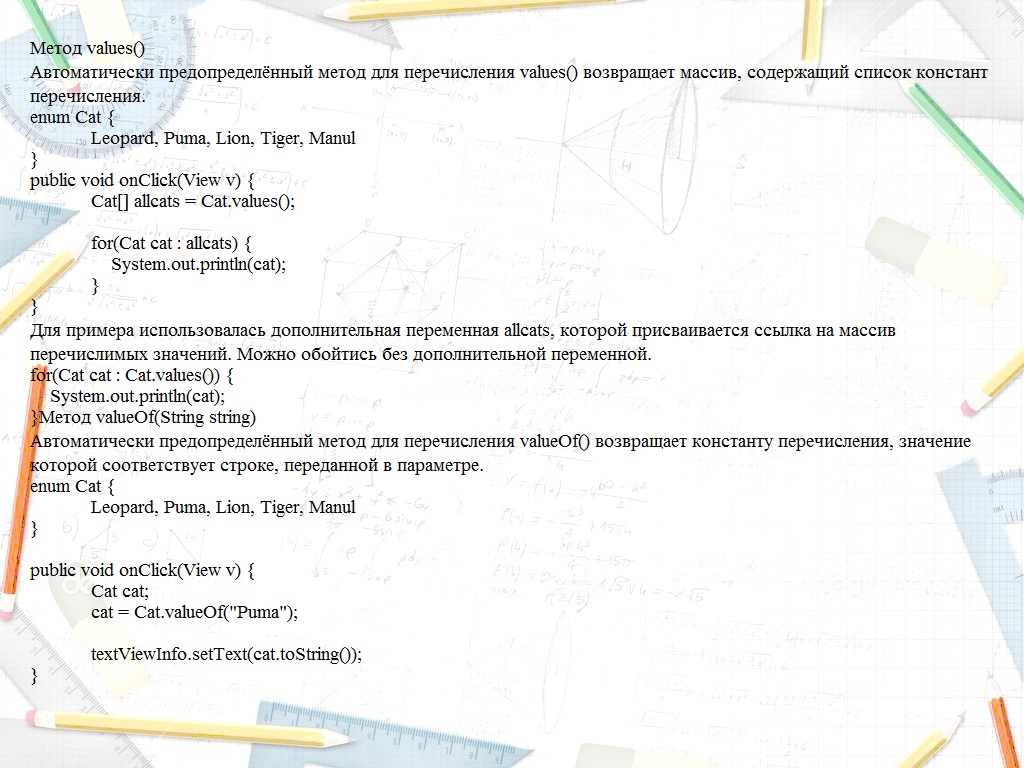 Метод values()
Автоматически предопределённый метод для перечисления values() возвращает массив, содержащий список констант
перечисления.
enum Cat {
Leopard, Puma, Lion, Tiger, Manul
}
public void onClick(View v) {
Cat[] allcats = Cat.values();
for(Cat cat : allcats) {
System.out.println(cat);
}
}
Для примера использовалась дополнительная переменная allcats, которой присваивается ссылка на массив
перечислимых значений. Можно обойтись без дополнительной переменной.
for(Cat cat : Cat.values()) {
System.out.println(cat);
}Метод valueOf(String string)
Автоматически предопределённый метод для перечисления valueOf() возвращает константу перечисления, значение
которой соответствует строке, переданной в параметре.
enum Cat {
Leopard, Puma, Lion, Tiger, Manul
}
public void onClick(View v) {
Cat cat;
cat = Cat.valueOf("Puma");
textViewInfo.setText(cat.toString());
}